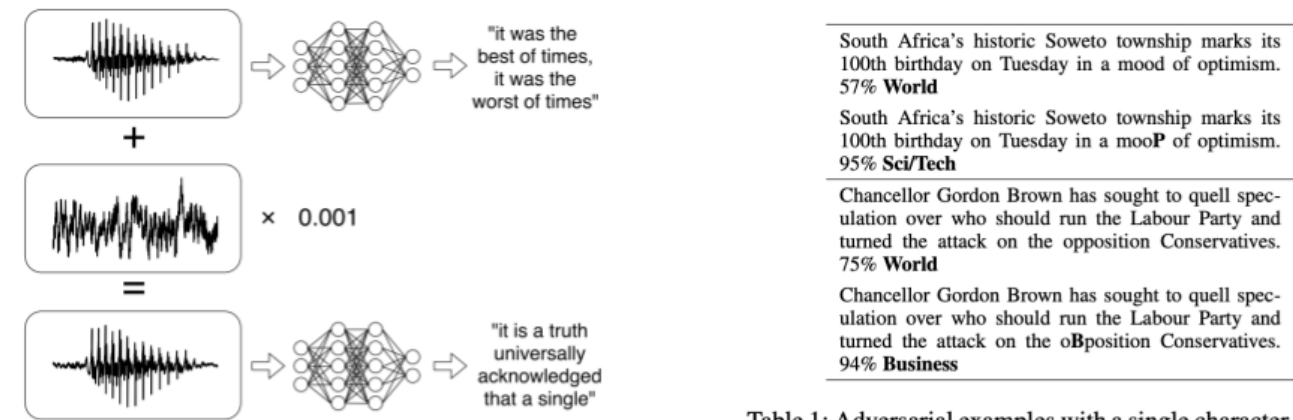 "it was the
best of times,
it was the
worst of times"
+
× 0.001
=
"it is a truth
universally
acknowledged
that a single"
South Africa's historic Soweto township marks its
100th birthday on Tuesday in a mood of optimism.
57% World
South Africa's historic Soweto township marks its
100th birthday on Tuesday in a mooP of optimism.
95% Sci/Tech
Chancellor Gordon Brown has sought to quell spec-
ulation over who should run the Labour Party and
turned the attack on the opposition Conservatives.
75% World
Chancellor Gordon Brown has sought to quell spec-
ulation over who should run the Labour Party and
turned the attack on the oBposition Conservatives.
94% Business
Table 1: Adversarial examples with a single character